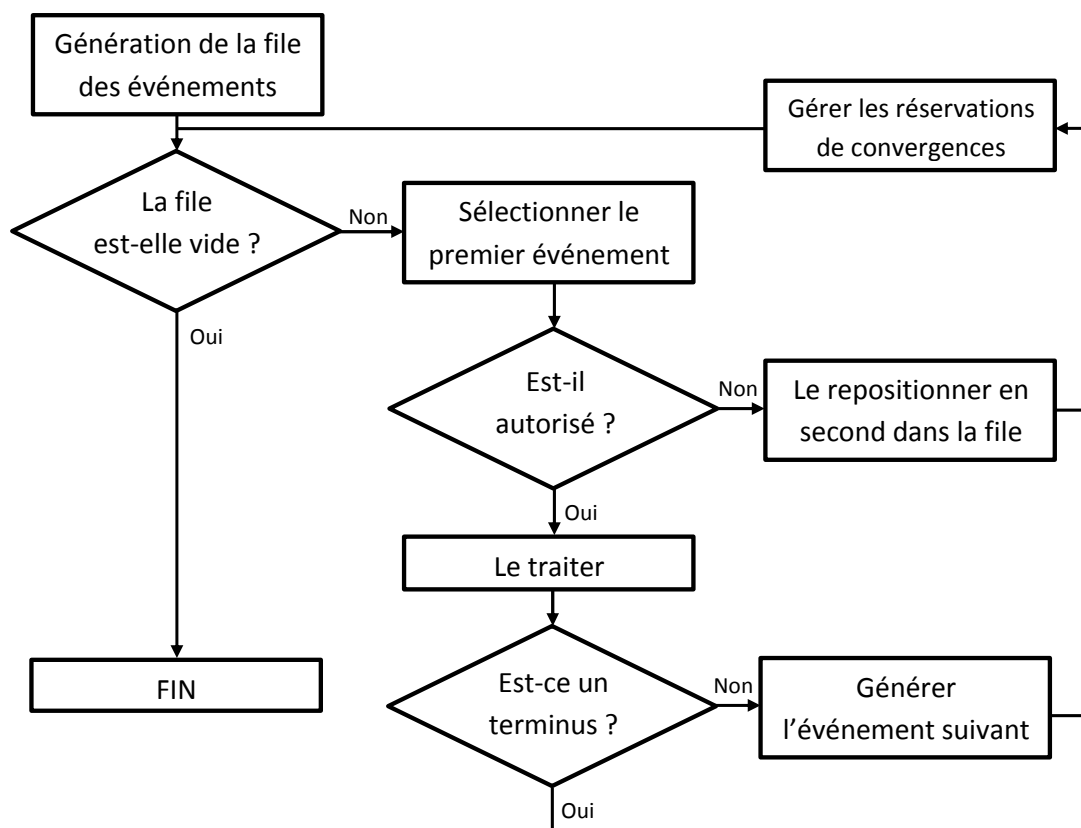 Génération de la file
des événements
Gérer les réservations
de convergences
La file
est-elle vide ?
Non
Sélectionner le
premier événement
Oui
Est-il
autorisé ?
Non
Le repositionner en
second dans la file
Oui
Le traiter
FIN
Est-ce un
terminus ?
Non
Générer
l’événement suivant
Oui